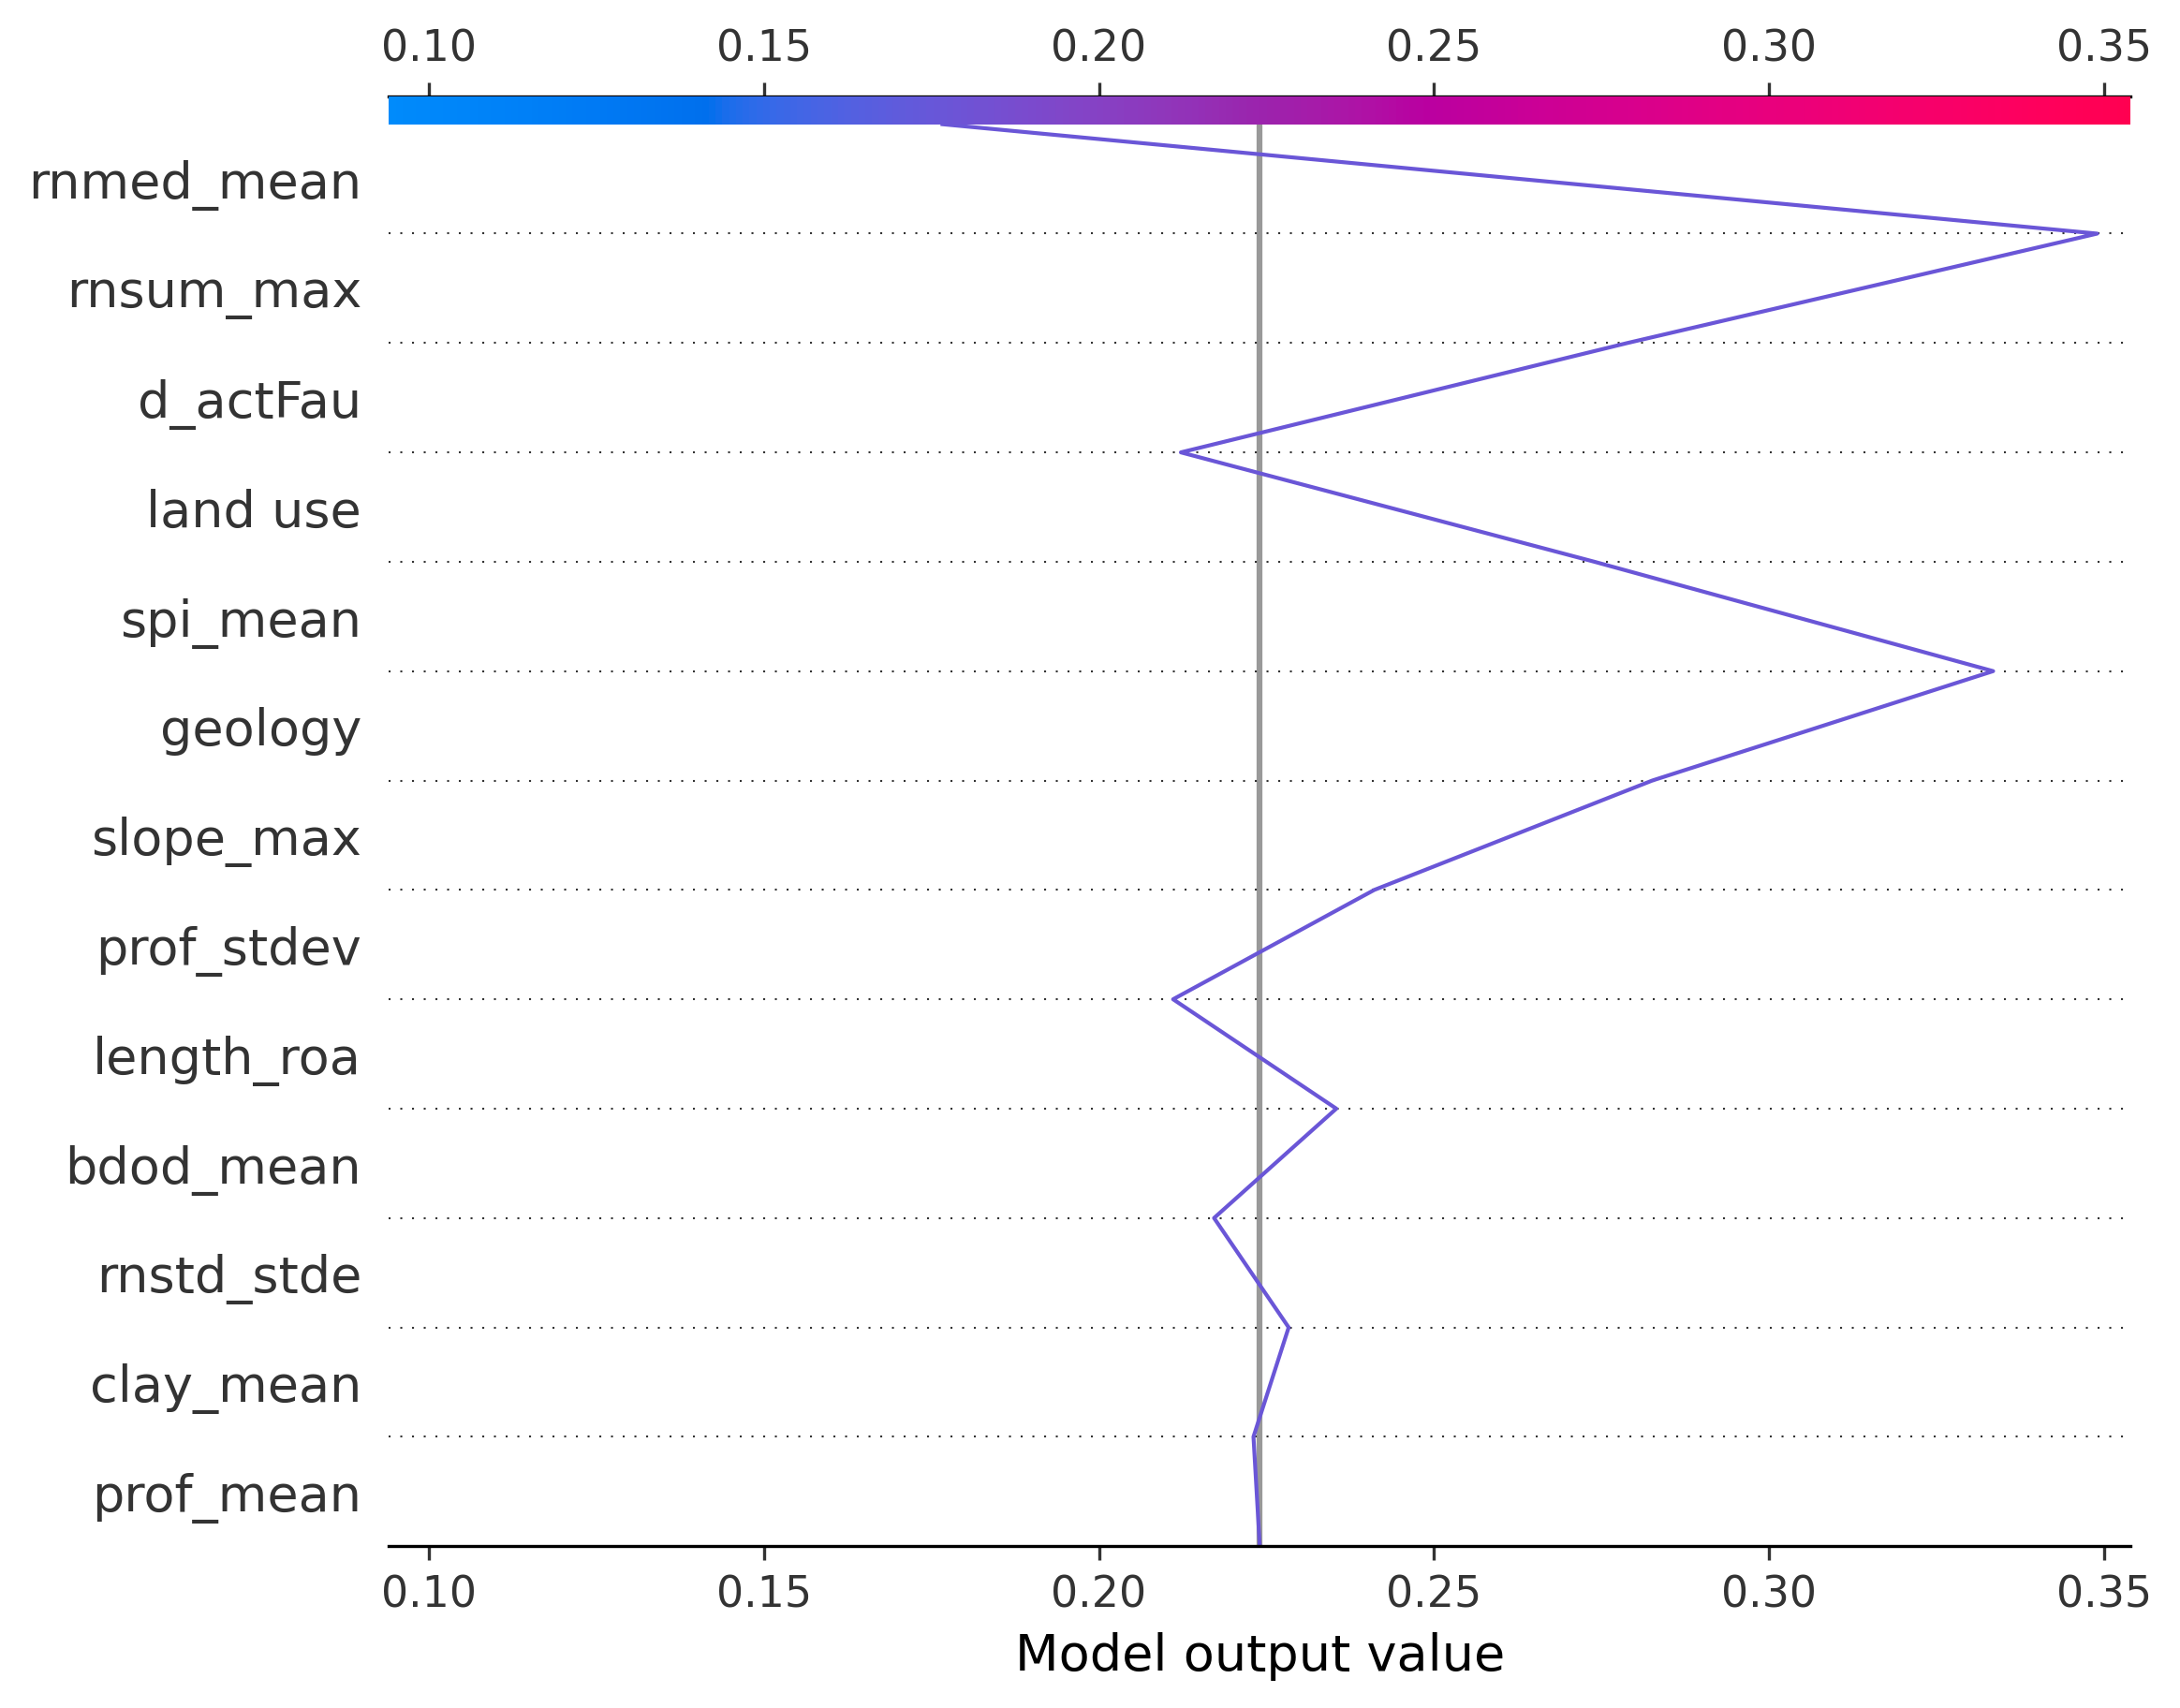 0.10 0.15 0.20 0.25 0.30 0.35
rnmed_mean
rnsum_max
d_actFau
land use
spi_mean
geology
slope_max
prof_stdev
length_roa
bdod_mean
rnstd_stde
clay_mean
prof_mean
0.10 0.15 0.20 0.25 0.30 0.35
Model output value